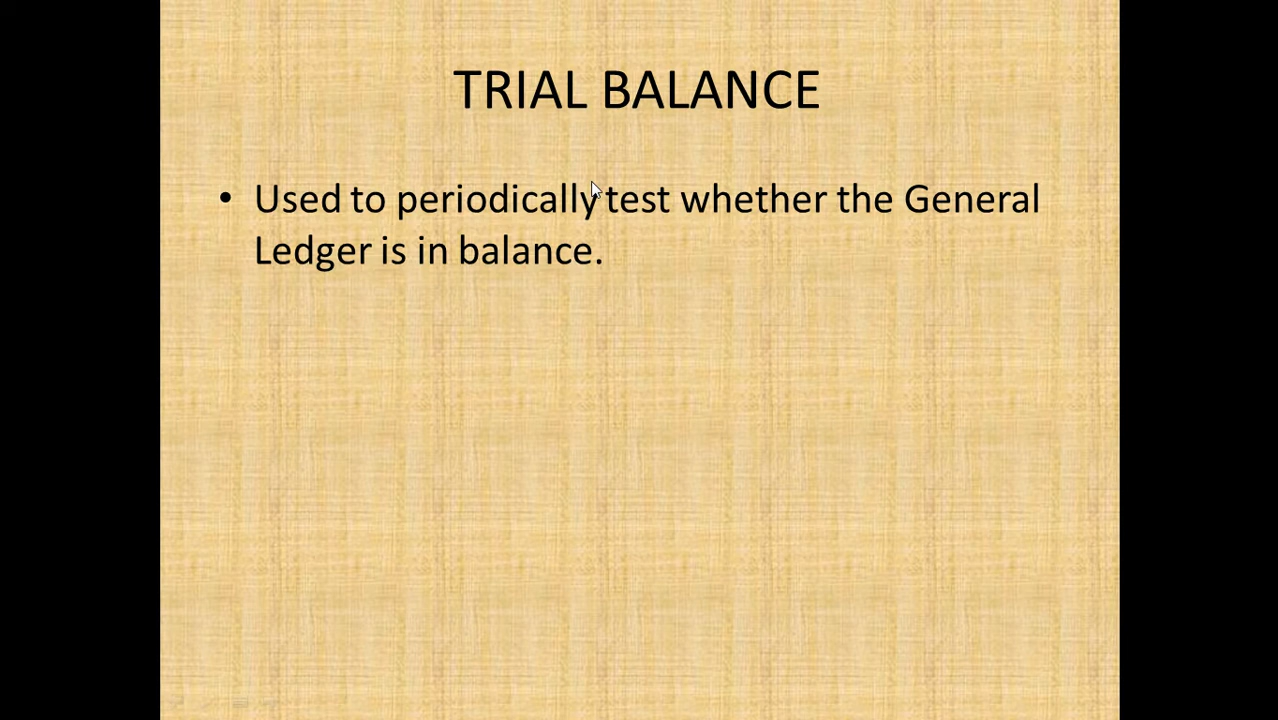 TRIAL BALANCE
• Used to periodically test whether the General
Ledger is in balance.